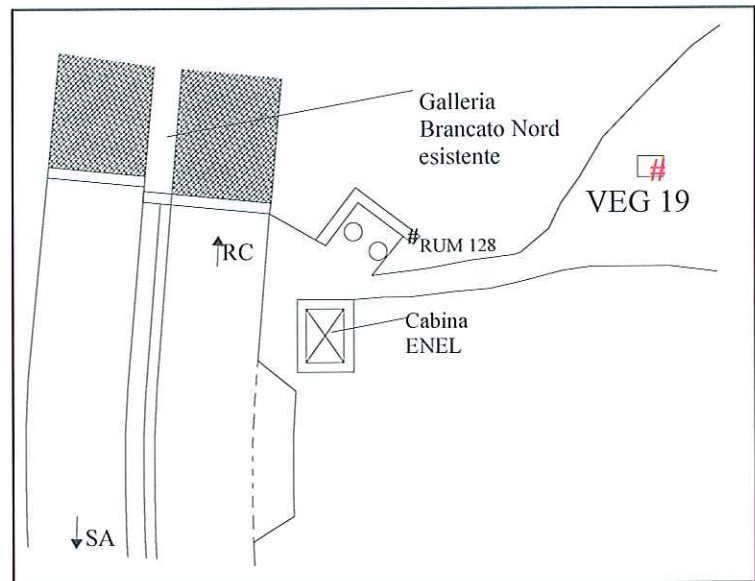 Galleria
Brancato Nord
esistente
#
VEG 19
RC
#RUM 128
Cabina
ENEL
SA